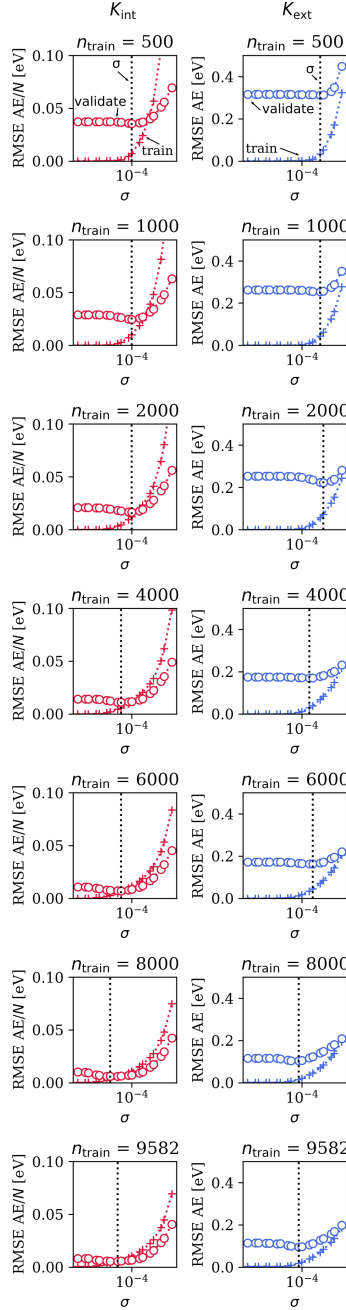 K_int K_ext
n_train = 500 n_train = 500
RMSE AE/N [eV] 0.10 0.05 0.00 σ validate train σ
RMSE AE [eV] 0.4 0.2 0.0 σ validate train σ
n_train = 1000 n_train = 1000
RMSE AE/N [eV] 0.10 0.05 0.00 10⁻⁴ σ
RMSE AE [eV] 0.4 0.2 0.0 10⁻⁴ σ
n_train = 2000 n_train = 2000
RMSE AE/N [eV] 0.10 0.05 0.00 10⁻⁴ σ
RMSE AE [eV] 0.4 0.2 0.0 10⁻⁴ σ
n_train = 4000 n_train = 4000
RMSE AE/N [eV] 0.10 0.05 0.00 10⁻⁴ σ
RMSE AE [eV] 0.4 0.2 0.0 10⁻⁴ σ
n_train = 6000 n_train = 6000
RMSE AE/N [eV] 0.10 0.05 0.00 10⁻⁴ σ
RMSE AE [eV] 0.4 0.2 0.0 10⁻⁴ σ
n_train = 8000 n_train = 8000
RMSE AE/N [eV] 0.10 0.05 0.00 10⁻⁴ σ
RMSE AE [eV] 0.4 0.2 0.0 10⁻⁴ σ
n_train = 9582 n_train = 9582
RMSE AE/N [eV] 0.10 0.05 0.00 10⁻⁴ σ
RMSE AE [eV] 0.4 0.2 0.0 10⁻⁴ σ